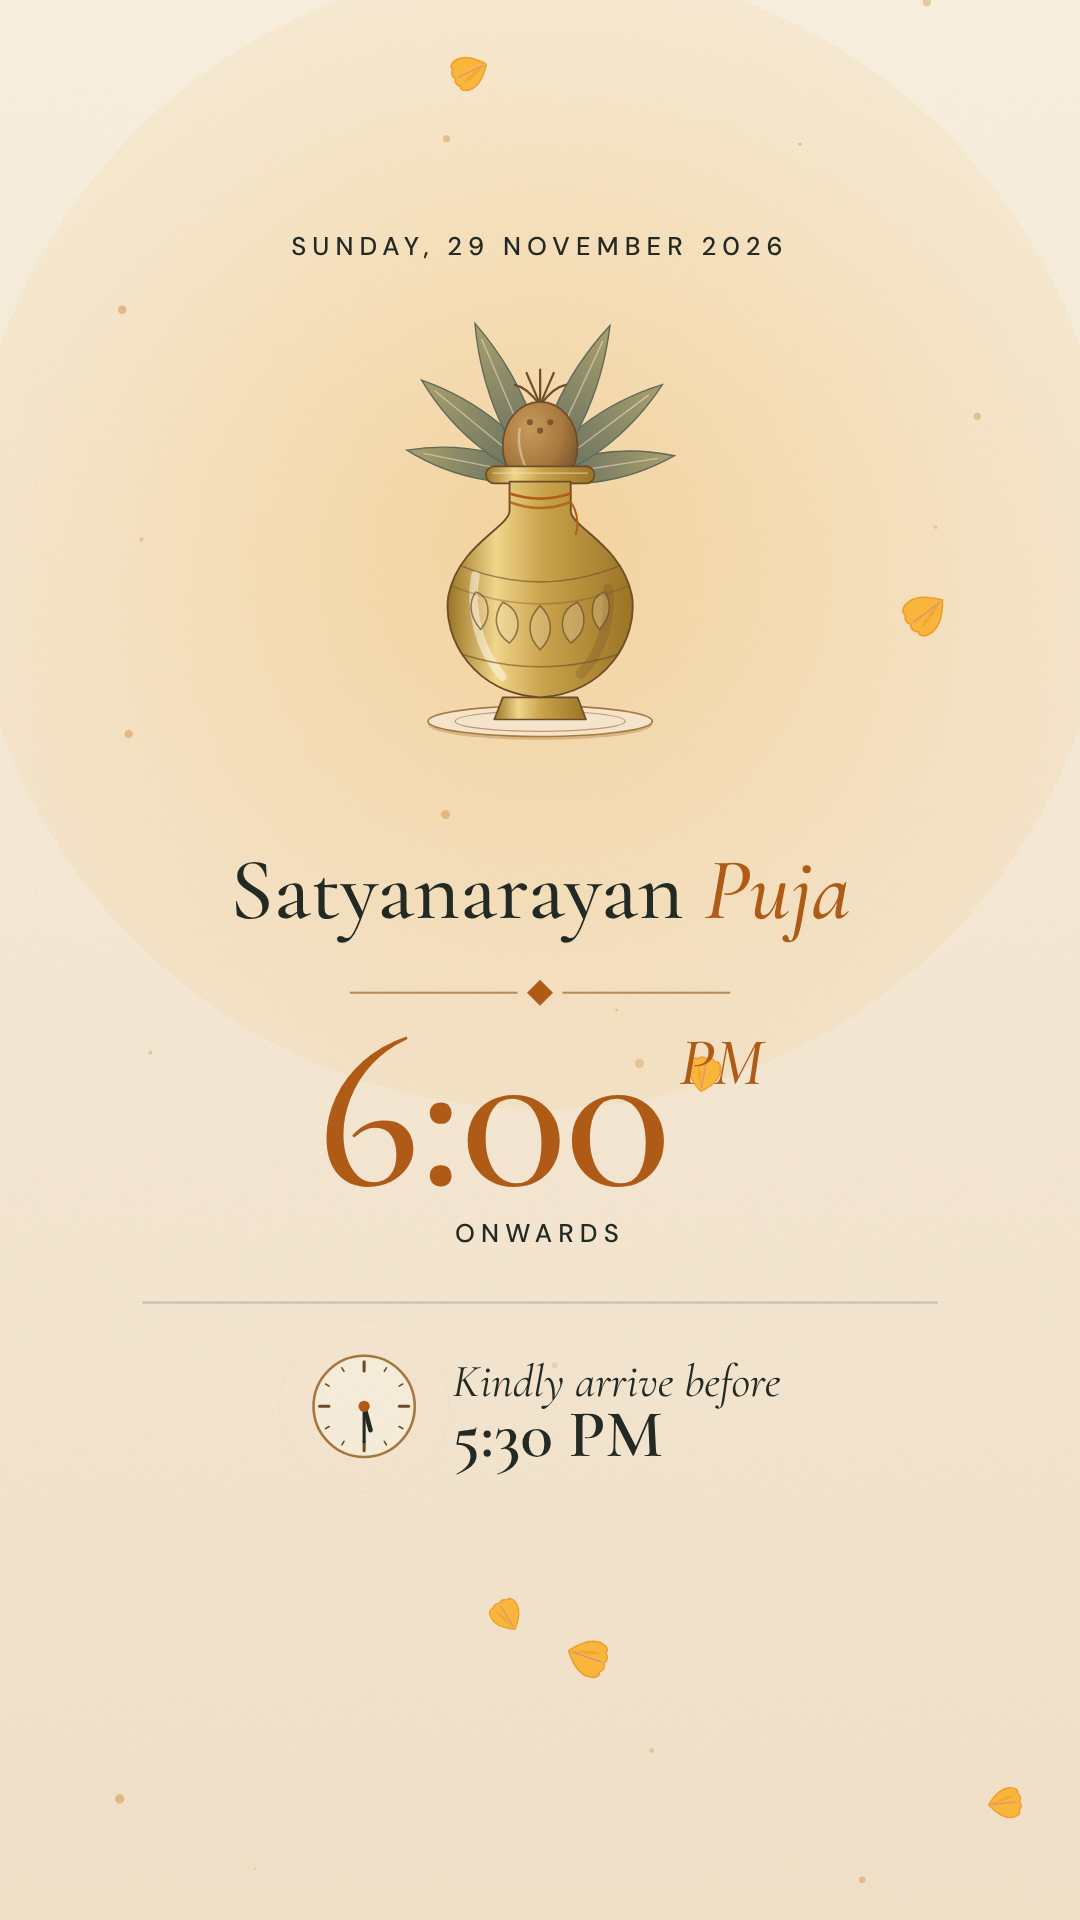 SUNDAY, 29 NOVEMBER 2026
Satyanarayan Puja
6:00 PM
ONWARDS
Kindly arrive before
5:30 PM